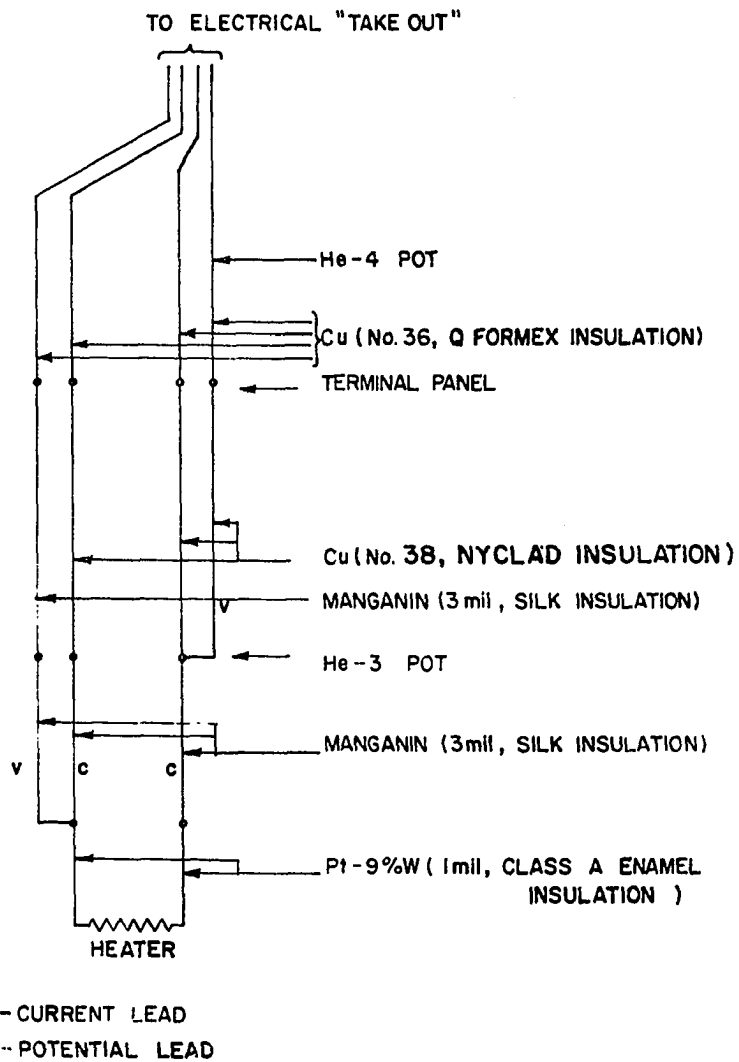 TO ELECTRICAL "TAKE OUT"
He-4 POT
Cu (No. 36, Q FORMEX INSULATION)
TERMINAL PANEL
Cu (No. 38, NYCLAD INSULATION)
MANGANIN (3 mil, SILK INSULATION)
V
He-3 POT
MANGANIN (3mil, SILK INSULATION)
V C C
Pt-9%W (1mil, CLASS A ENAMEL
INSULATION )
HEATER
- CURRENT LEAD
-- POTENTIAL LEAD